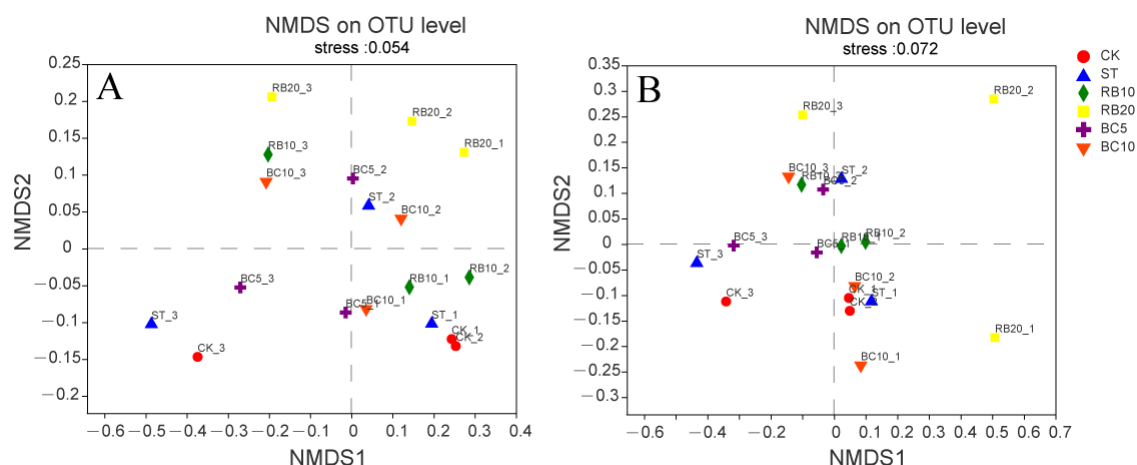 NMDS on OTU level
stress :0.054
A
0.25
0.2
0.15
0.1
0.05
0
−0.05
−0.1
−0.15
−0.2
NMDS2
RB20_3
RB20_2
RB20_1
RB10_3
BC10_3
BC5_2
ST_2
BC10_2
RB10_2
RB10_1
BC5_3
BC5_1
BC10_1
ST_1
ST_3
CK_1
CK_2
CK_3
−0.6 −0.5 −0.4 −0.3 −0.2 −0.1 0 0.1 0.2 0.3 0.4
NMDS1
NMDS on OTU level
stress :0.072
B
0.35
0.3
0.25
0.2
0.15
0.1
0.05
0
−0.05
−0.1
−0.15
−0.2
−0.25
−0.3
NMDS2
RB20_2
RB20_3
BC10_3
ST_2
RB10_3
RB10_2
BC5_3
ST_3
BC10_2
CK_1
ST_1
CK_3
RB20_1
BC10_1
−0.6 −0.5 −0.4 −0.3 −0.2 −0.1 0 0.1 0.2 0.3 0.4 0.5 0.6 0.7
NMDS1
CK
ST
RB10
RB20
BC5
BC10